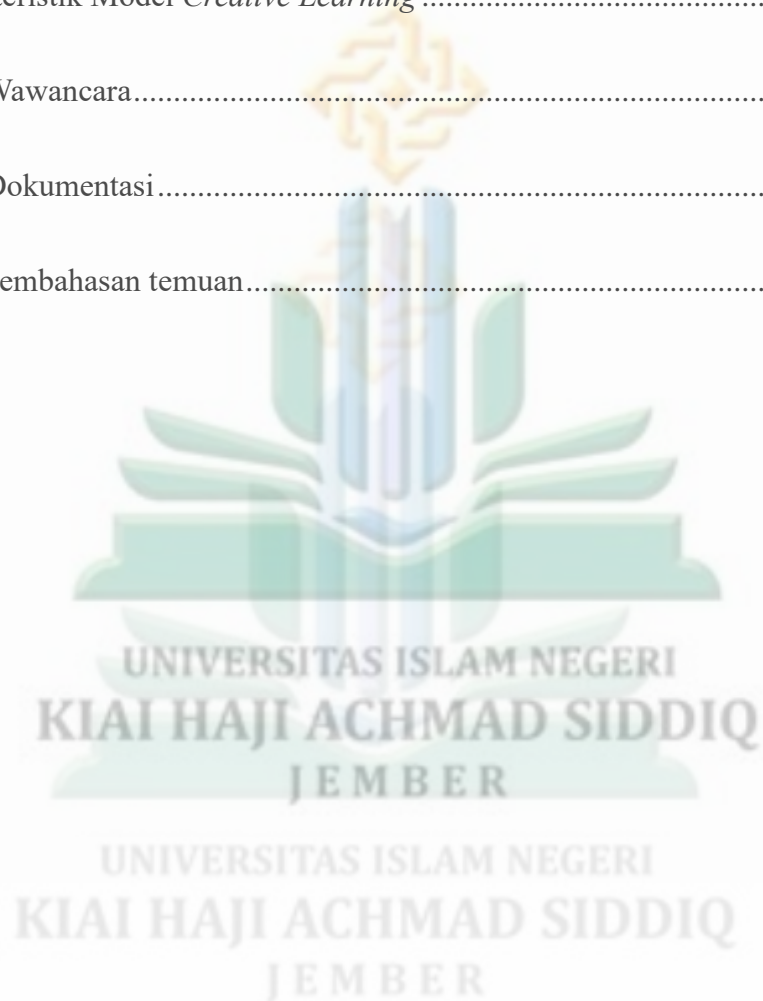 teristik Model Creative Learning ..........................................
Wawancara...............................................................................
Dokumentasi............................................................................
embahasan temuan.................................................................
UNIVERSITAS ISLAM NEGERI
KIAI HAJI ACHMAD SIDDIQ
JEMBER
UNIVERSITAS ISLAM NEGERI
KIAI HAJI ACHMAD SIDDIQ
JEMBER